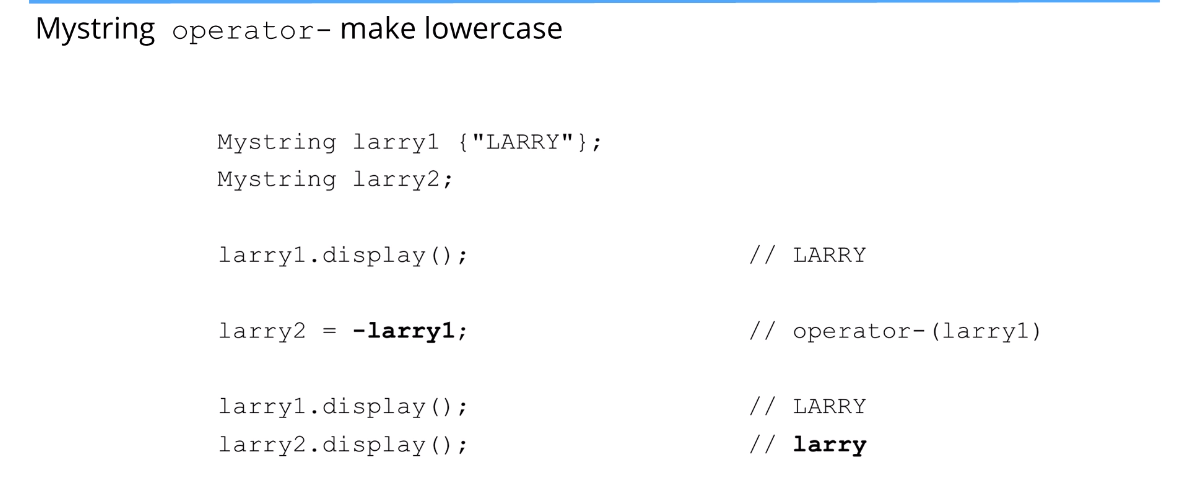 Mystring operator- make lowercase
Mystring larry1 {"LARRY"};
Mystring larry2;
larry1.display(); // LARRY
larry2 = -larry1; // operator-(larry1)
larry1.display(); // LARRY
larry2.display(); // larry